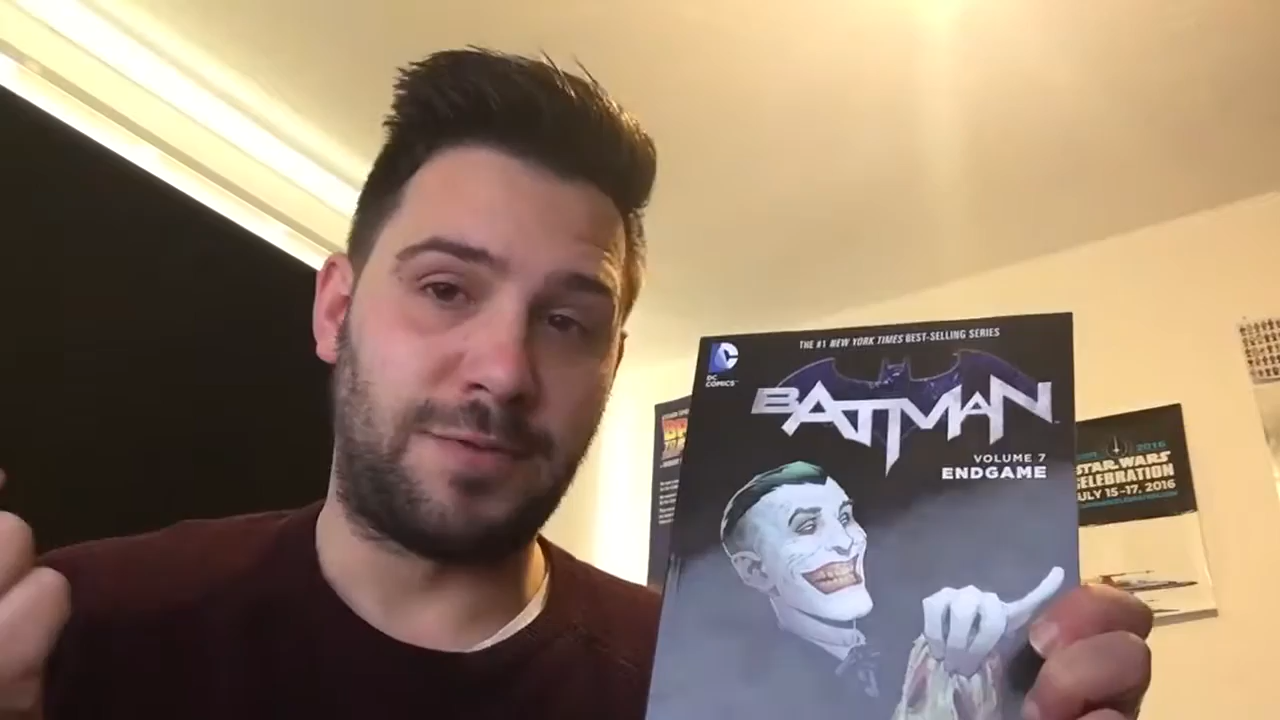 THE #1 NEW YORK TIMES BEST-SELLING SERIES
DC
COMICS™
BATMAN
VOLUME 7
ENDGAME
2016
STAR WARS
CELEBRATION
JULY 15-17, 2016